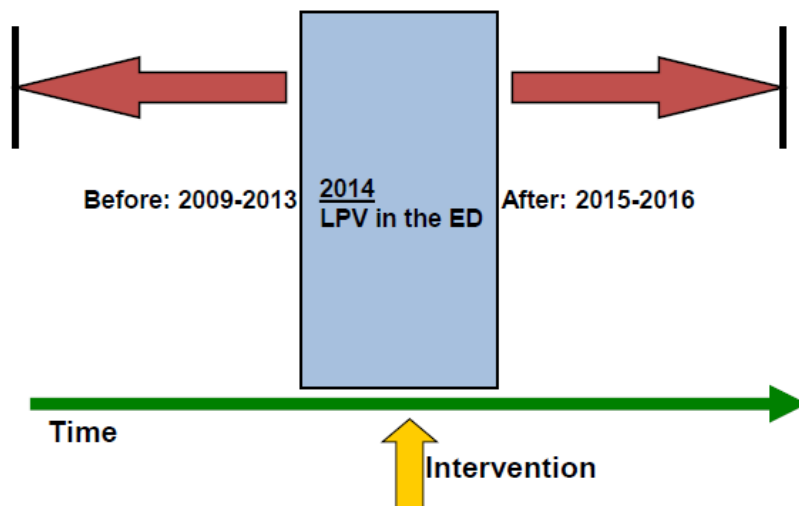 Before: 2009-2013
2014
LPV in the ED
After: 2015-2016
Time
Intervention